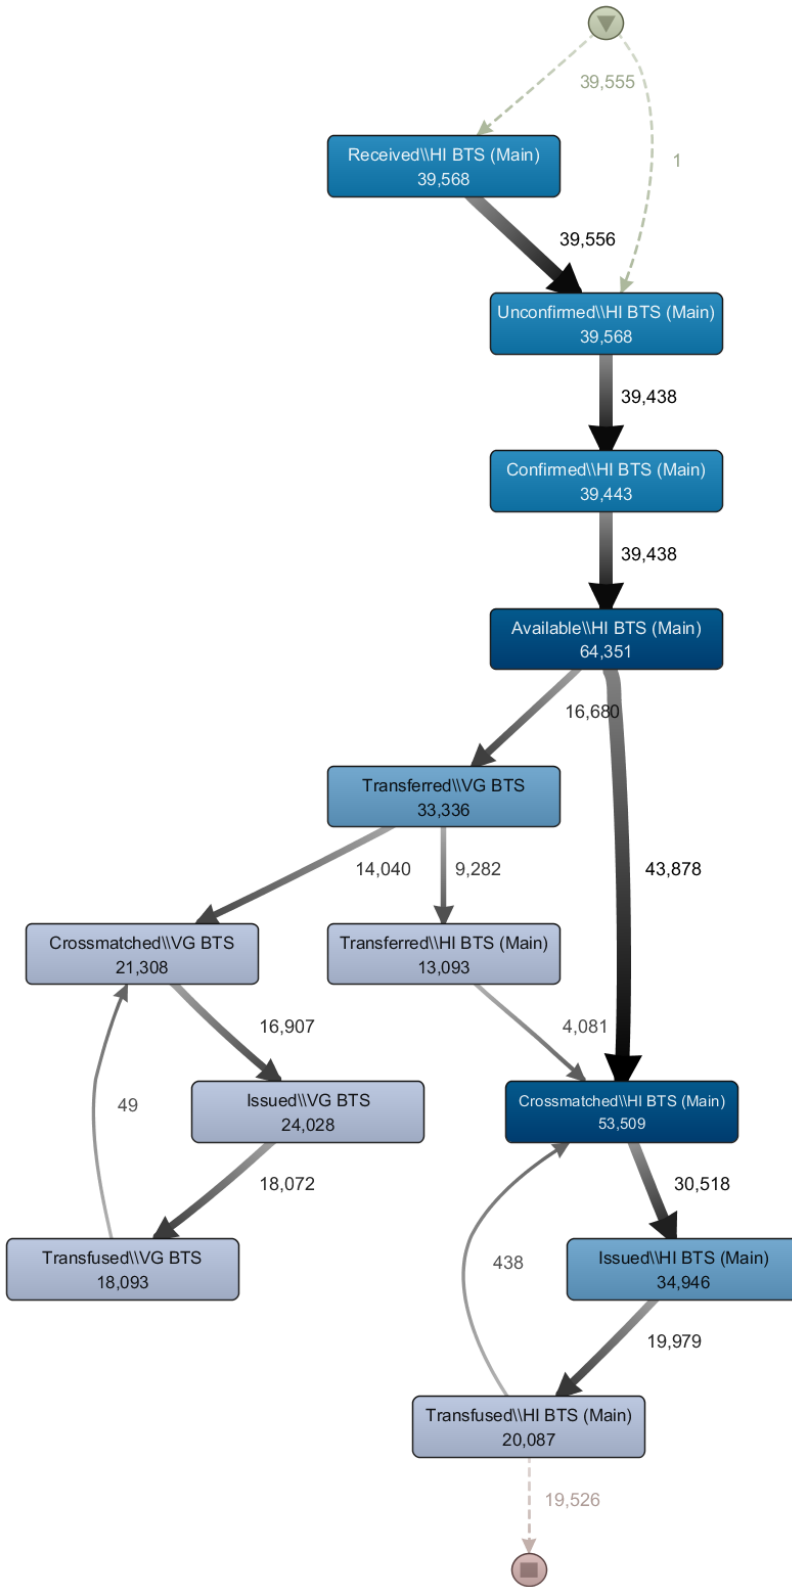 39,555
1
Received\\HI BTS (Main)
39,568
39,556
Unconfirmed\\HI BTS (Main)
39,568
39,438
Confirmed\\HI BTS (Main)
39,443
39,438
Available\\HI BTS (Main)
64,351
16,680
Transferred\\VG BTS
33,336
14,040
9,282
43,878
Crossmatched\\VG BTS
21,308
Transferred\\HI BTS (Main)
13,093
16,907
4,081
Issued\\VG BTS
24,028
Crossmatched\\HI BTS (Main)
53,509
49
18,072
30,518
Transfused\\VG BTS
18,093
438
Issued\\HI BTS (Main)
34,946
19,979
Transfused\\HI BTS (Main)
20,087
19,526